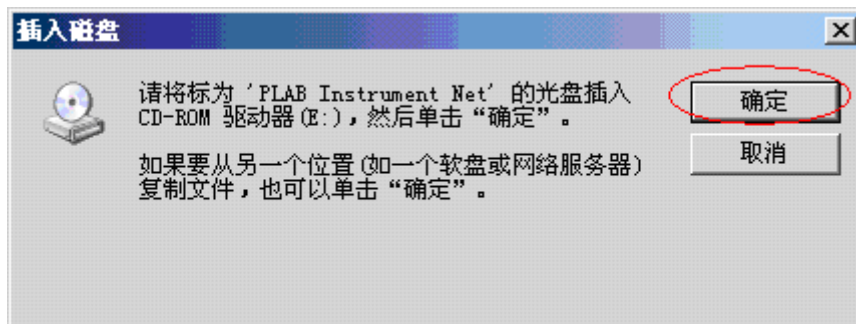 插入磁盘
请将标为 'PLAB Instrument Net' 的光盘插入
CD-ROM 驱动器(E:),然后单击“确定”。
如果要从另一个位置(如一个软盘或网络服务器)
复制文件,也可以单击“确定”。
确定
取消